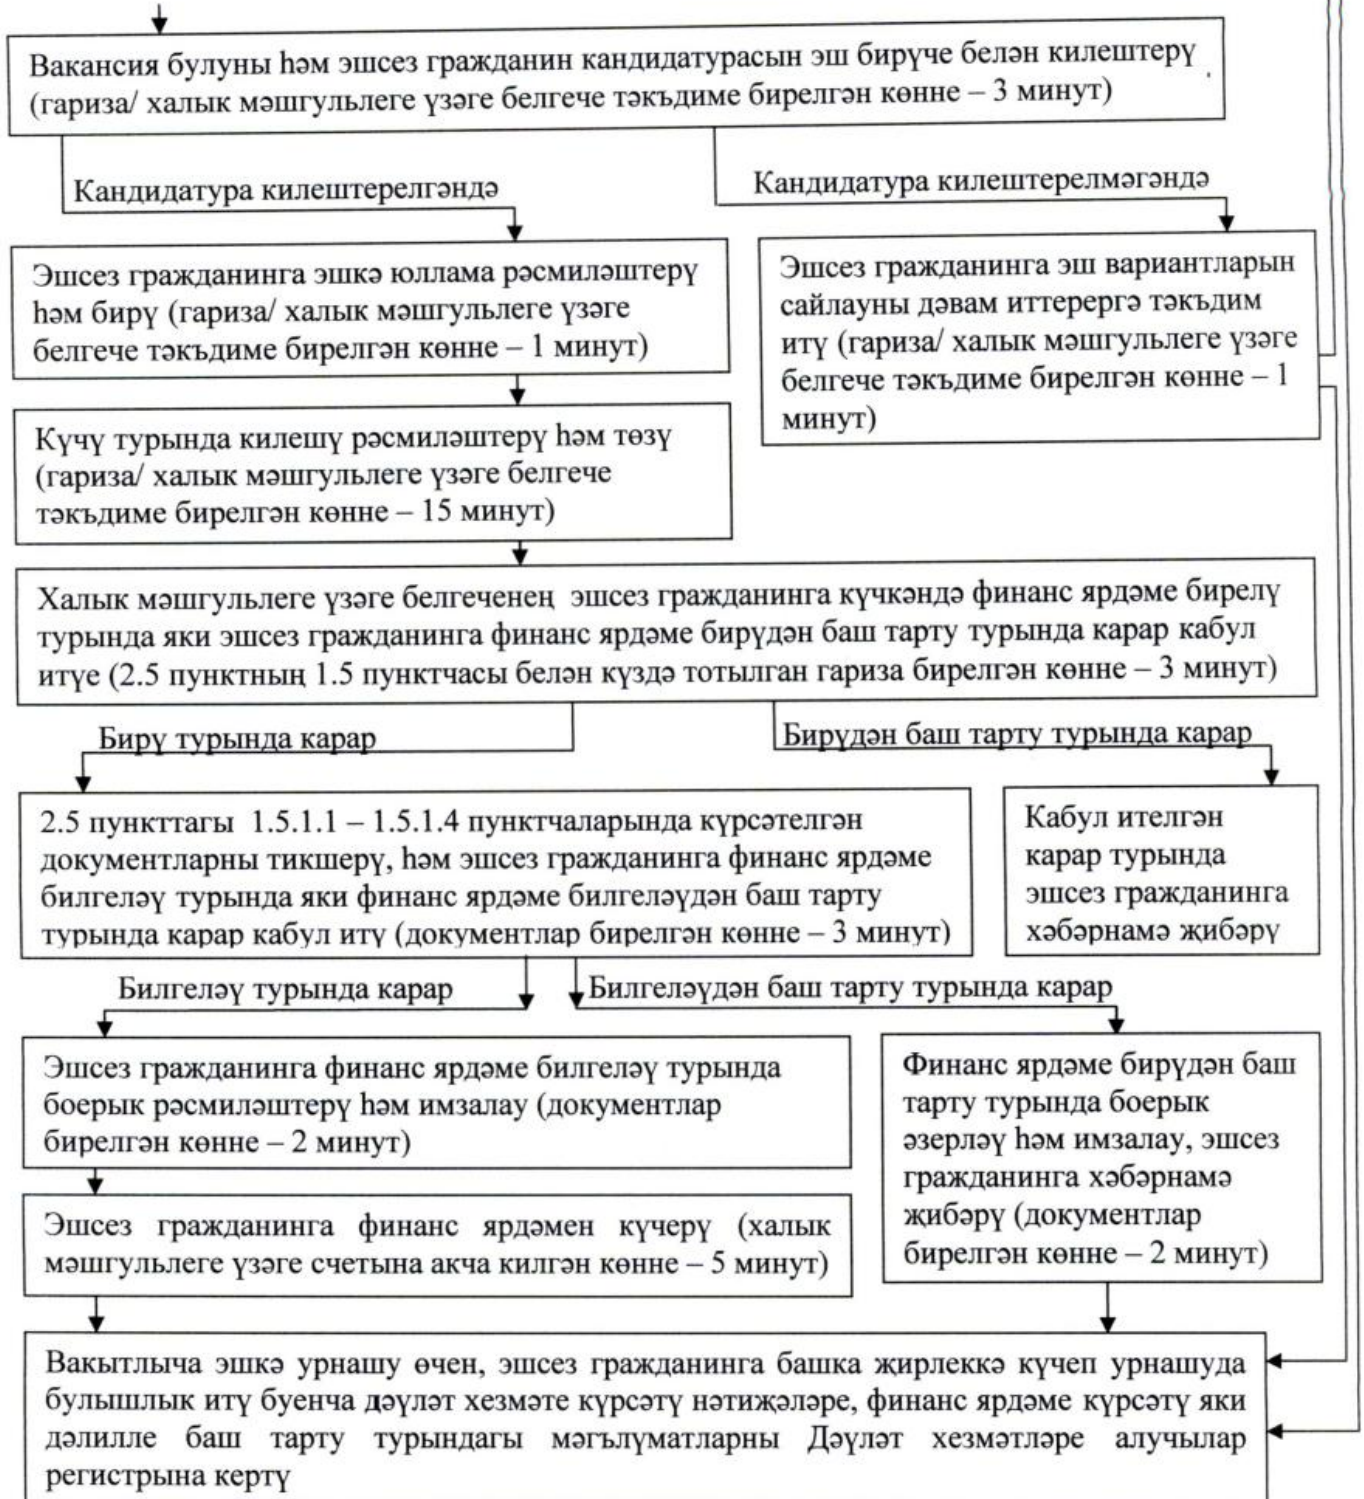 Вакансия булуны һәм эшсез гражданин кандидатурасын эш бирүче белән килештерү
(гариза/ халык мәшгульлеге үзәге белгече тәкъдиме бирелгән көнне – 3 минут)
Кандидатура килештерелгәндә
Кандидатура килештерелмәгәндә
Эшсез гражданинга эшкә юллама рәсмиләштерү
һәм бирү (гариза/ халык мәшгульлеге үзәге
белгече тәкъдиме бирелгән көнне – 1 минут)
Эшсез гражданинга эш вариантларын
сайлауны дәвам иттерергә тәкъдим
итү (гариза/ халык мәшгульлеге үзәге
белгече тәкъдиме бирелгән көнне – 1
минут)
Күчү турында килешү рәсмиләштерү һәм төзү
(гариза/ халык мәшгульлеге үзәге белгече
тәкъдиме бирелгән көнне – 15 минут)
Халык мәшгульлеге үзәге белгеченең эшсез гражданинга күчкәндә финанс ярдәме бирелү
турында яки эшсез гражданинга финанс ярдәме бирүдән баш тарту турында карар кабул
итүе (2.5 пунктның 1.5 пунктчасы белән күздә тотылган гариза бирелгән көнне – 3 минут)
Бирү турында карар
Бирүдән баш тарту турында карар
2.5 пункттагы 1.5.1.1 – 1.5.1.4 пунктчаларында күрсәтелгән
документларны тикшерү, һәм эшсез гражданинга финанс ярдәме
билгеләү турында яки финанс ярдәме билгеләүдән баш тарту
турында карар кабул итү (документлар бирелгән көнне – 3 минут)
Кабул ителгән
карар турында
эшсез гражданинга
хәбәрнамә җибәрү
Билгеләү турында карар
Билгеләүдән баш тарту турында карар
Эшсез гражданинга финанс ярдәме билгеләү турында
боерык рәсмиләштерү һәм имзалау (документлар
бирелгән көнне – 2 минут)
Финанс ярдәме бирүдән баш
тарту турында боерык
әзерләү һәм имзалау, эшсез
гражданинга хәбәрнамә
җибәрү (документлар
бирелгән көнне – 2 минут)
Эшсез гражданинга финанс ярдәмен күчерү (халык
мәшгульлеге үзәге счетына акча килгән көнне – 5 минут)
Вакытлыча эшкә урнашу өчен, эшсез гражданинга башка җирлеккә күчеп урнашуда
булышлык итү буенча дәүләт хезмәте күрсәтү нәтиҗәләре, финанс ярдәме күрсәтү яки
дәлилле баш тарту турындагы мәгълүматларны Дәүләт хезмәтләре алучылар
регистрына кертү